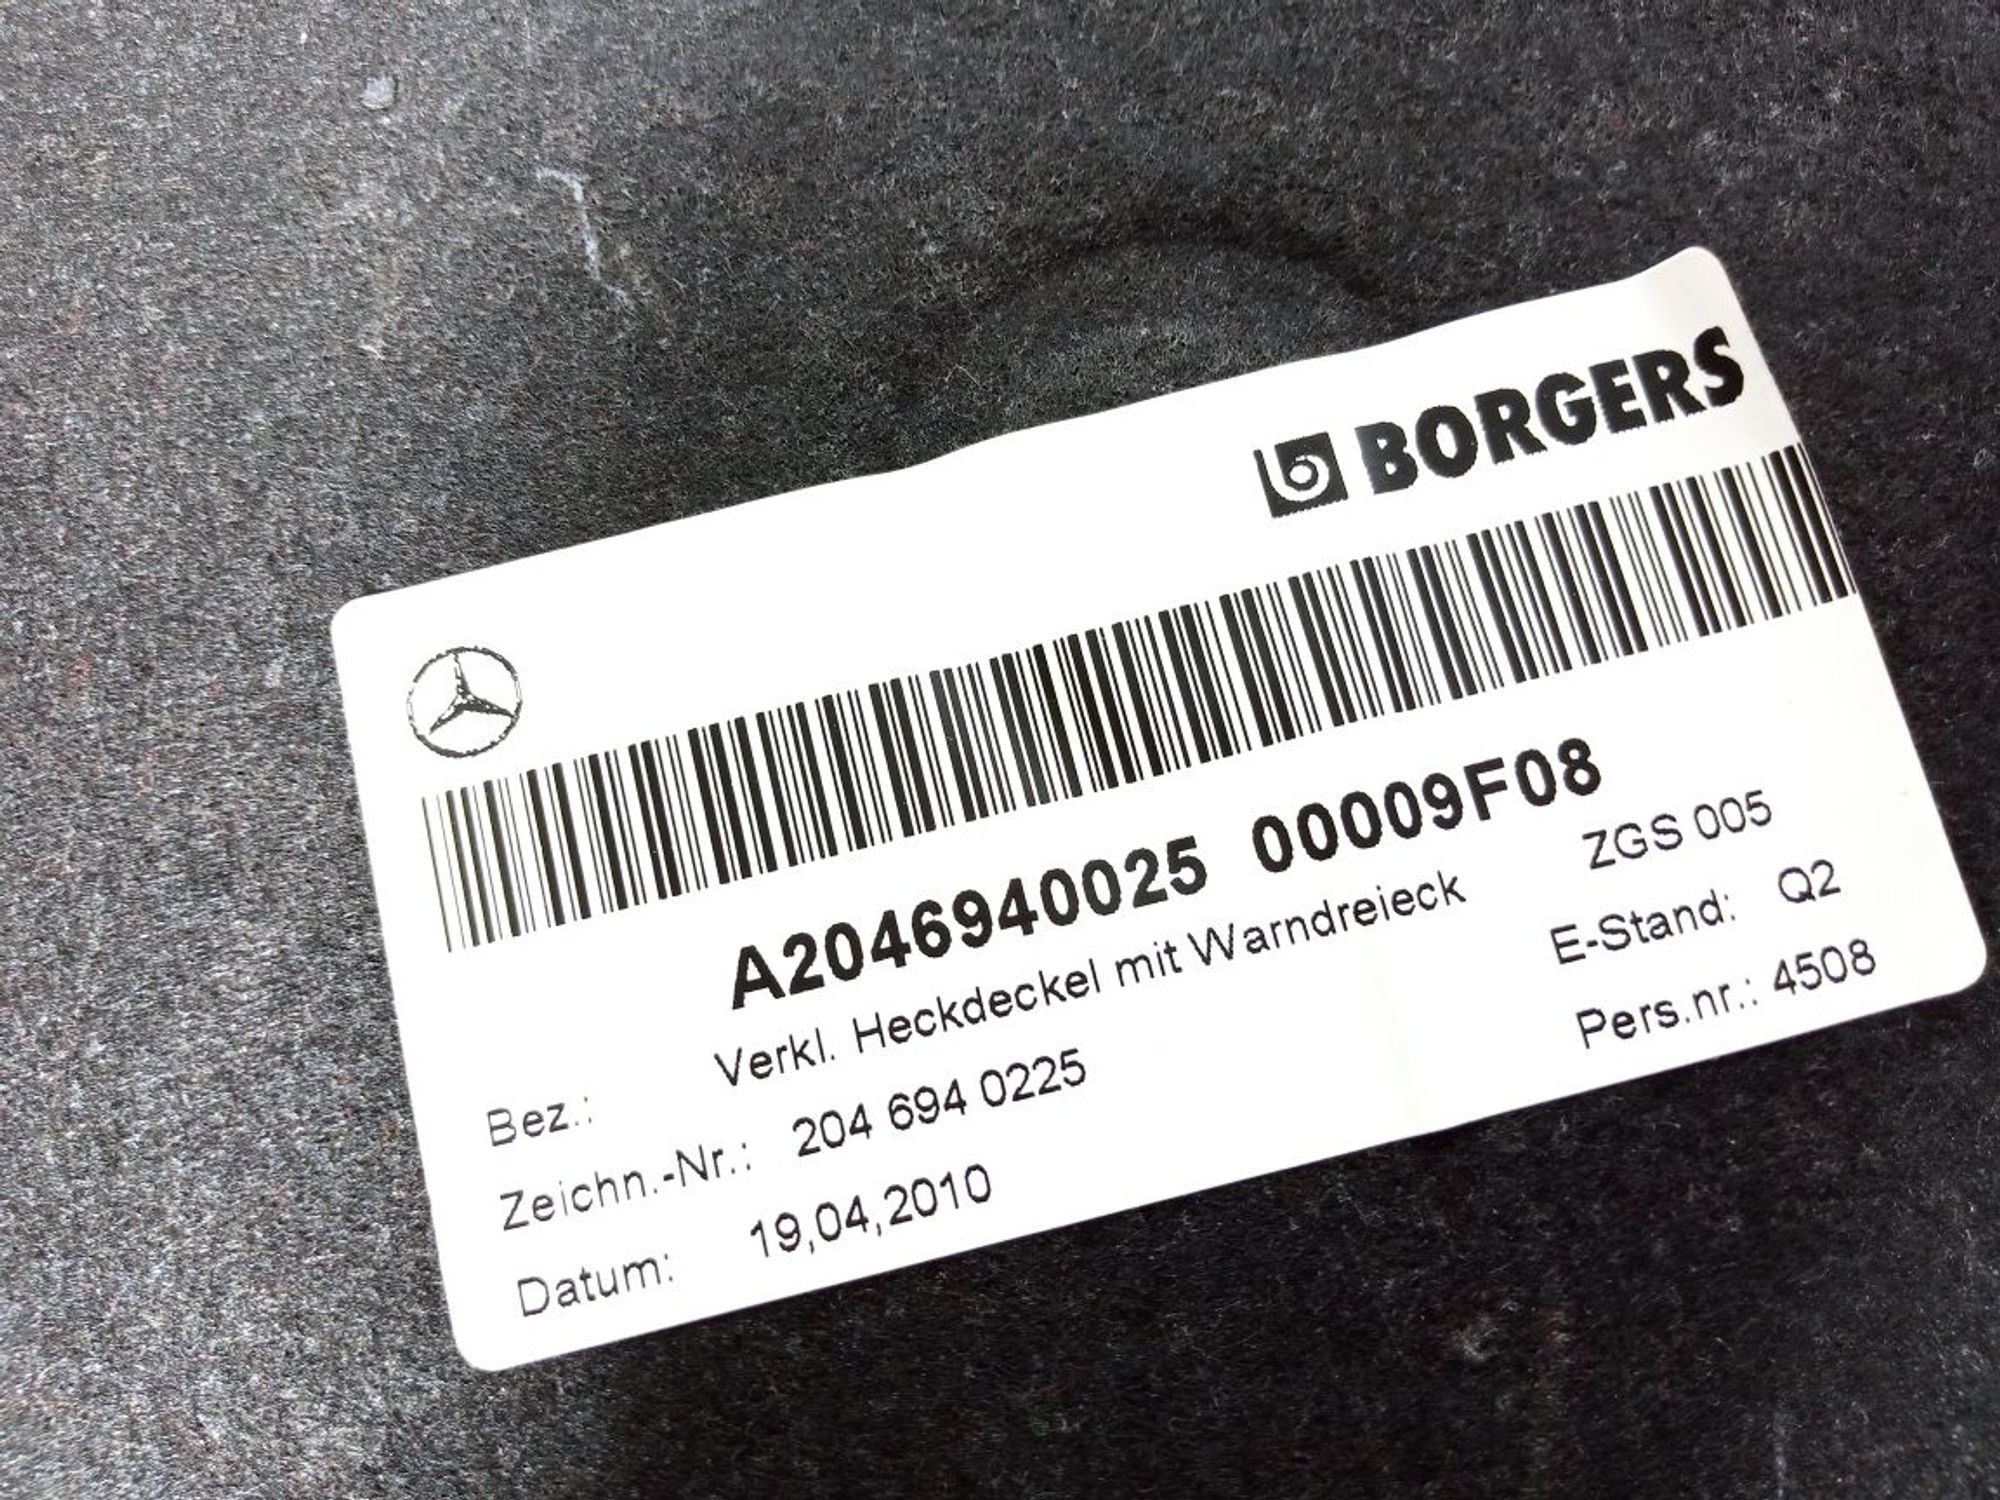 BORGERS
A2046940025 00009F08
Bez.: Verkl. Heckdeckel mit Warndreieck ZGS 005
Zeichn.-Nr.: 204 694 0225 E-Stand: Q2
Datum: 19,04,2010 Pers.nr.: 4508